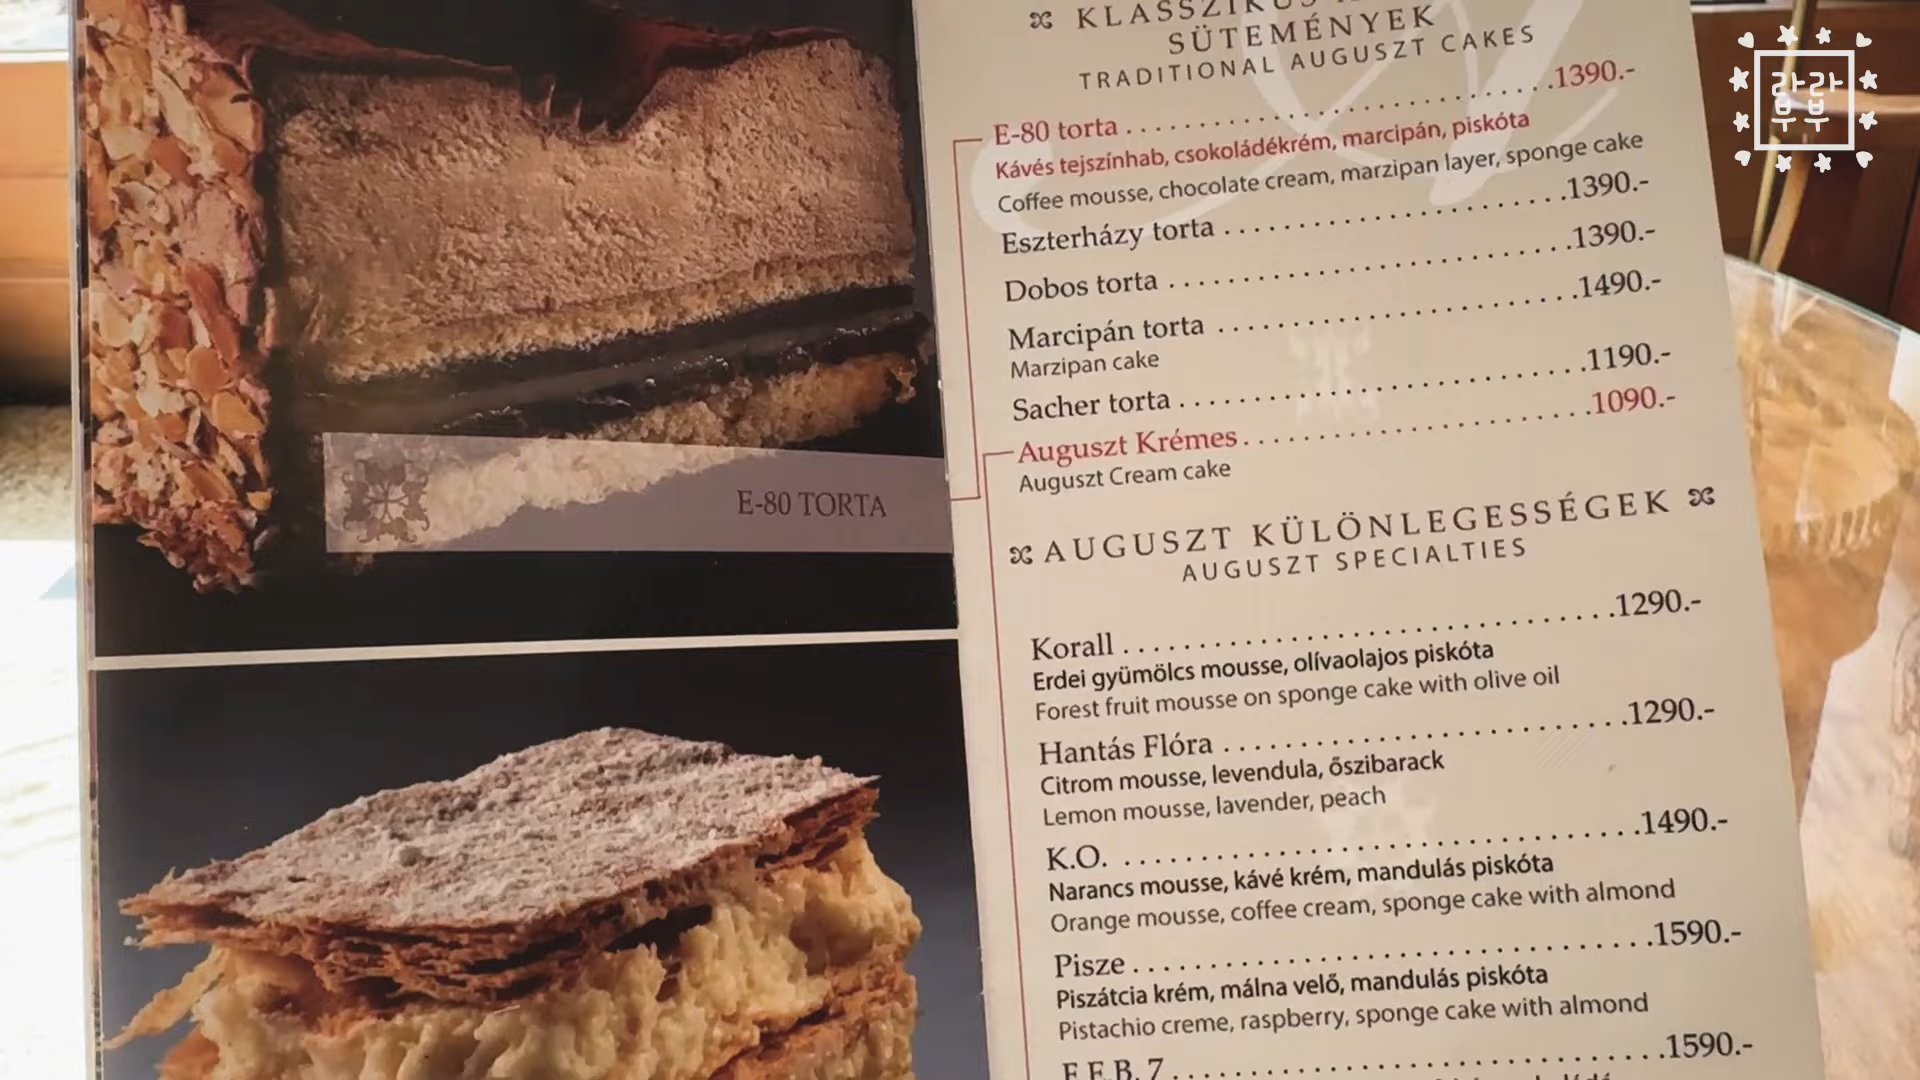 E-80 TORTA
SÜTEMÉNYEK
TRADITIONAL AUGUSZT CAKES
E-80 torta . . . . . . . . . . . . . . . . . . . . . . . . . . . . . . . . 1390.-
Kávés tejszínhab, csokoládékrém, marcipán, piskóta
Coffee mousse, chocolate cream, marzipan layer, sponge cake
Eszterházy torta . . . . . . . . . . . . . . . . . . . . . . . . . . 1390.-
Dobos torta . . . . . . . . . . . . . . . . . . . . . . . . . . . . . . 1390.-
Marcipán torta . . . . . . . . . . . . . . . . . . . . . . . . . . . 1490.-
Marzipan cake
Sacher torta . . . . . . . . . . . . . . . . . . . . . . . . . . . . . . 1190.-
Auguszt Krémes . . . . . . . . . . . . . . . . . . . . . . . . . . 1090.-
Auguszt Cream cake
AUGUSZT KÜLÖNLEGESSÉGEK
AUGUSZT SPECIALTIES
Korall . . . . . . . . . . . . . . . . . . . . . . . . . . . . . . . . . . . . 1290.-
Erdei gyümölcs mousse, olívaolajos piskóta
Forest fruit mousse on sponge cake with olive oil
Hantás Flóra . . . . . . . . . . . . . . . . . . . . . . . . . . . . . . 1290.-
Citrom mousse, levendula, őszibarack
Lemon mousse, lavender, peach
K.O. . . . . . . . . . . . . . . . . . . . . . . . . . . . . . . . . . . . . . 1490.-
Narancs mousse, kávé krém, mandulás piskóta
Orange mousse, coffee cream, sponge cake with almond
Pisze . . . . . . . . . . . . . . . . . . . . . . . . . . . . . . . . . . . . . 1590.-
Piszátcia krém, málna velő, mandulás piskóta
Pistachio creme, raspberry, sponge cake with almond
F.F.B. 7 . . . . . . . . . . . . . . . . . . . . . . . . . . . . . . . . . . 1590.-
랄라
부부